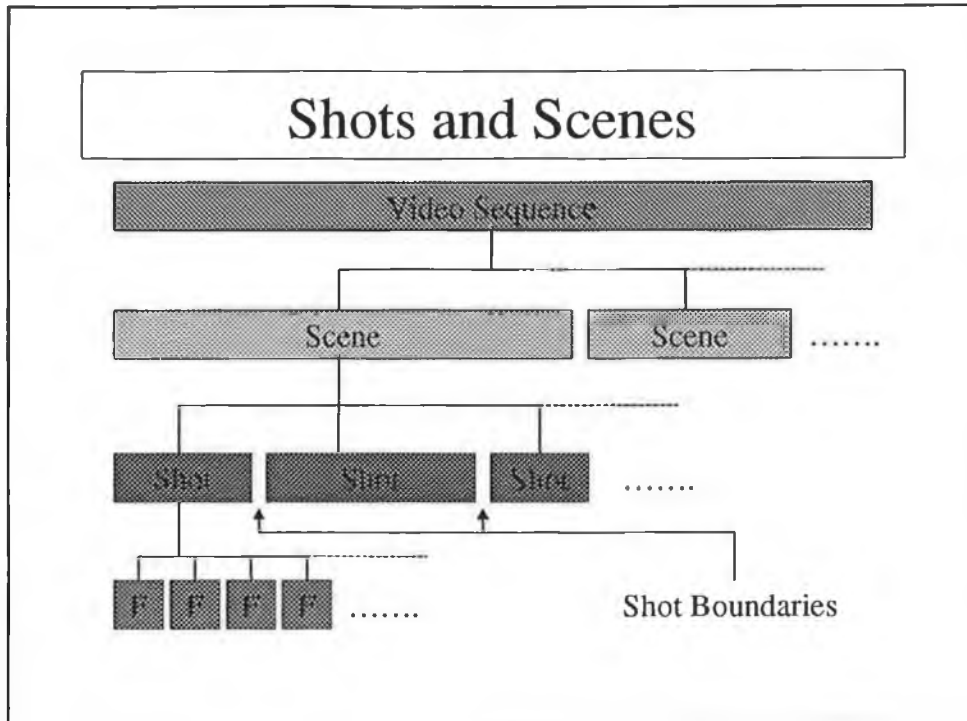 Shots and Scenes
Video Sequence
Scene Scene .......
Shot Shot Shot .......
F F F F .......
Shot Boundaries